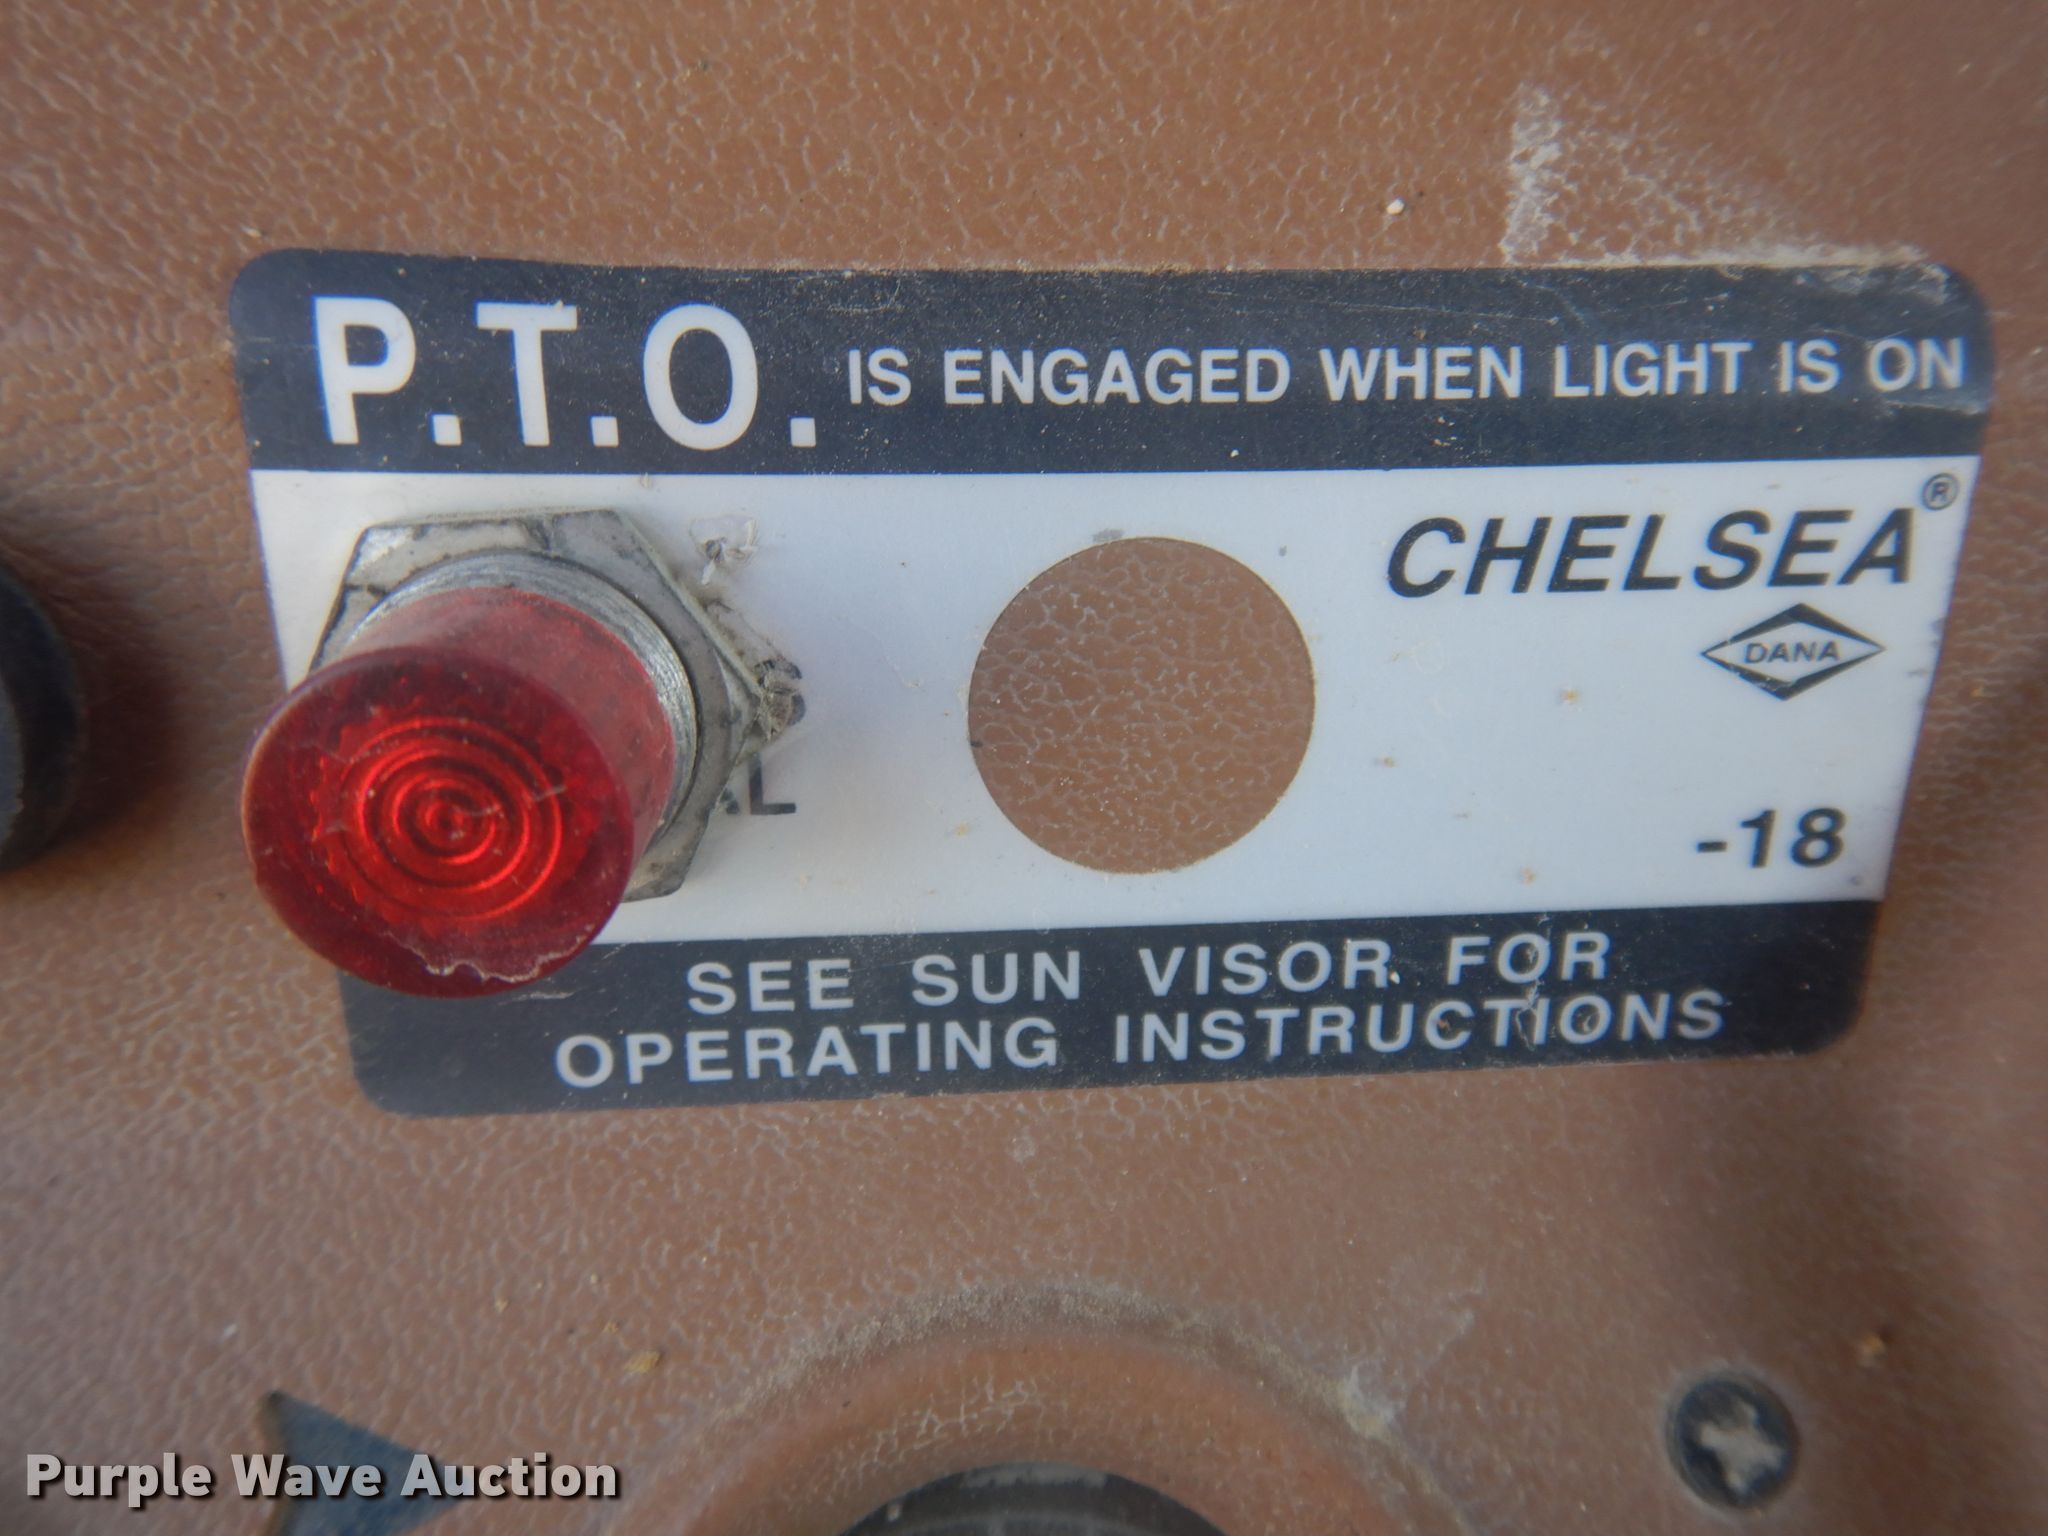 P.T.O. IS ENGAGED WHEN LIGHT IS ON
CHELSEA®
DANA
-18
SEE SUN VISOR FOR
OPERATING INSTRUCTIONS
Purple Wave Auction